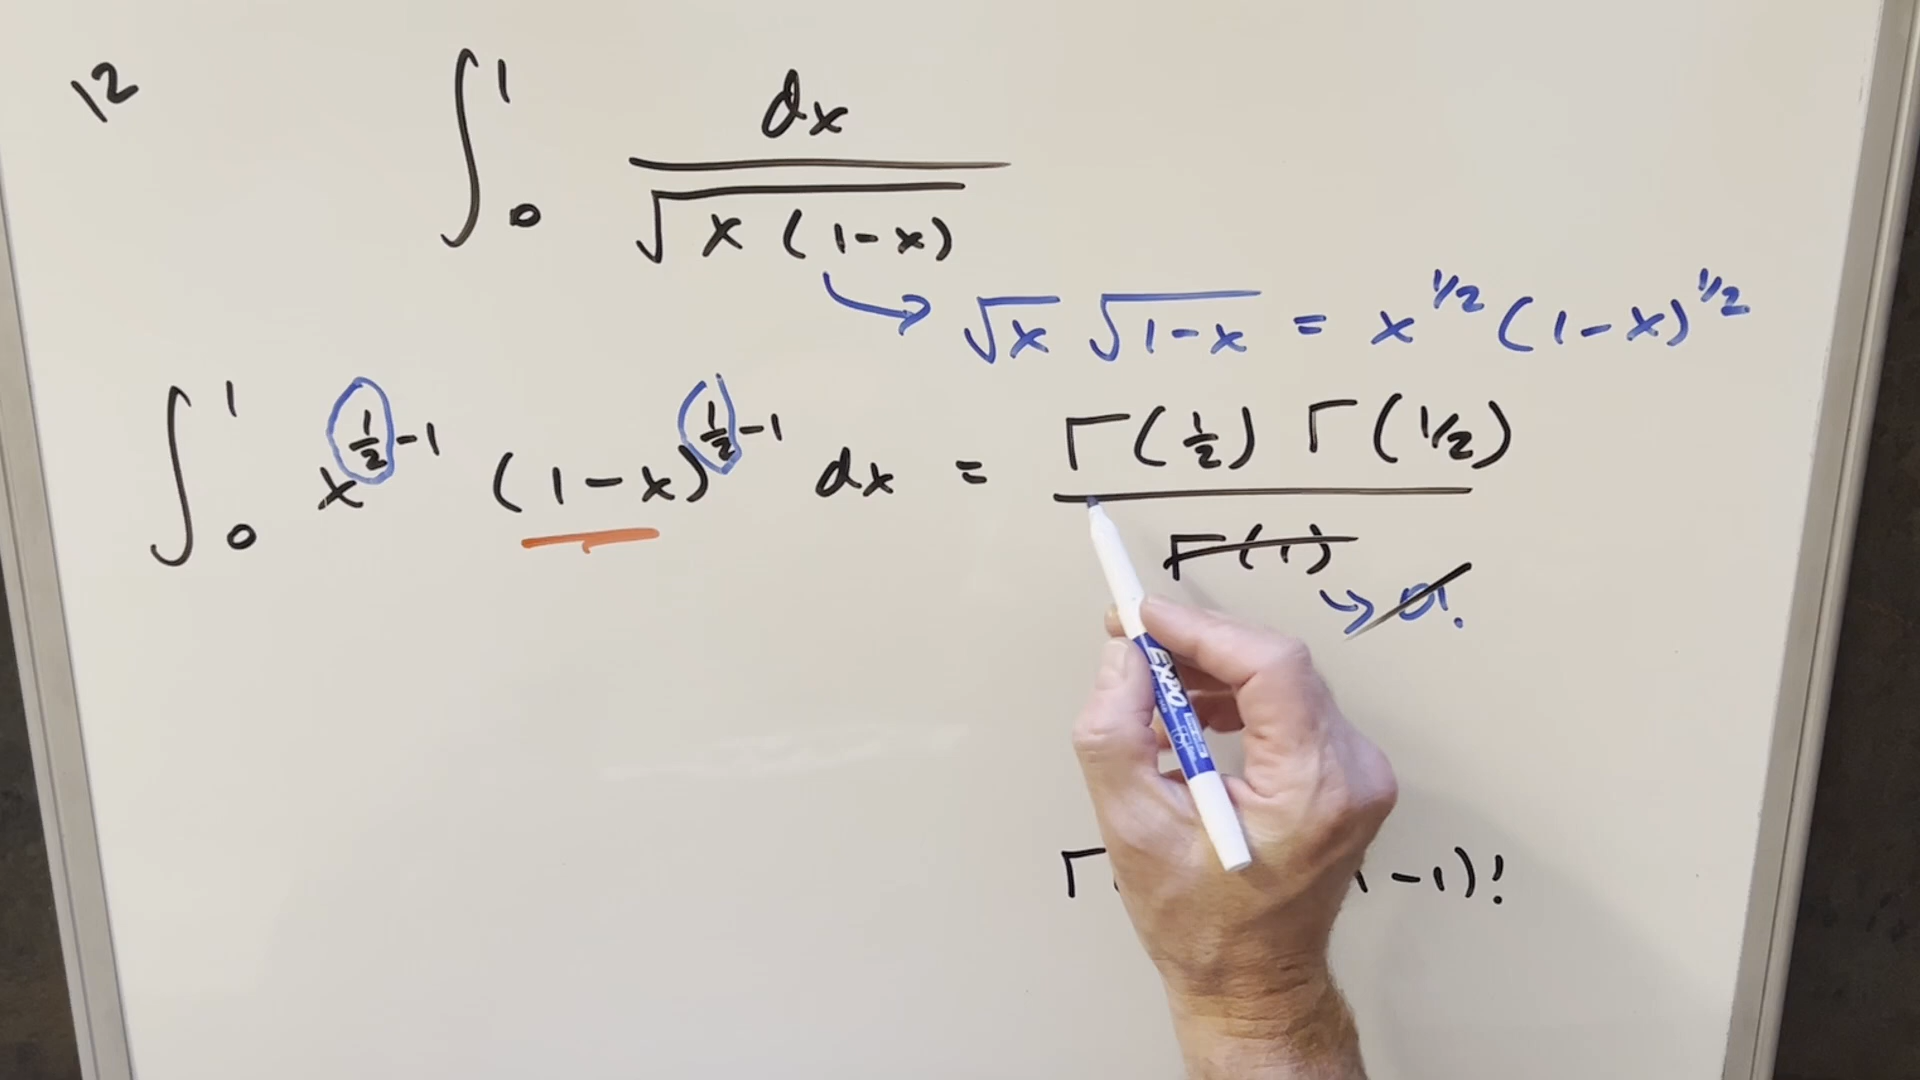 12
∫₀¹ dx / √(x (1-x))
→ √x √(1-x) = x^(1/2) (1-x)^(1/2)
∫₀¹ x^(1/2 -1) (1-x)^(1/2 -1) dx = Γ(1/2) Γ(1/2) / Γ(1)
→ 0!
EXPO
Γ( -1)!